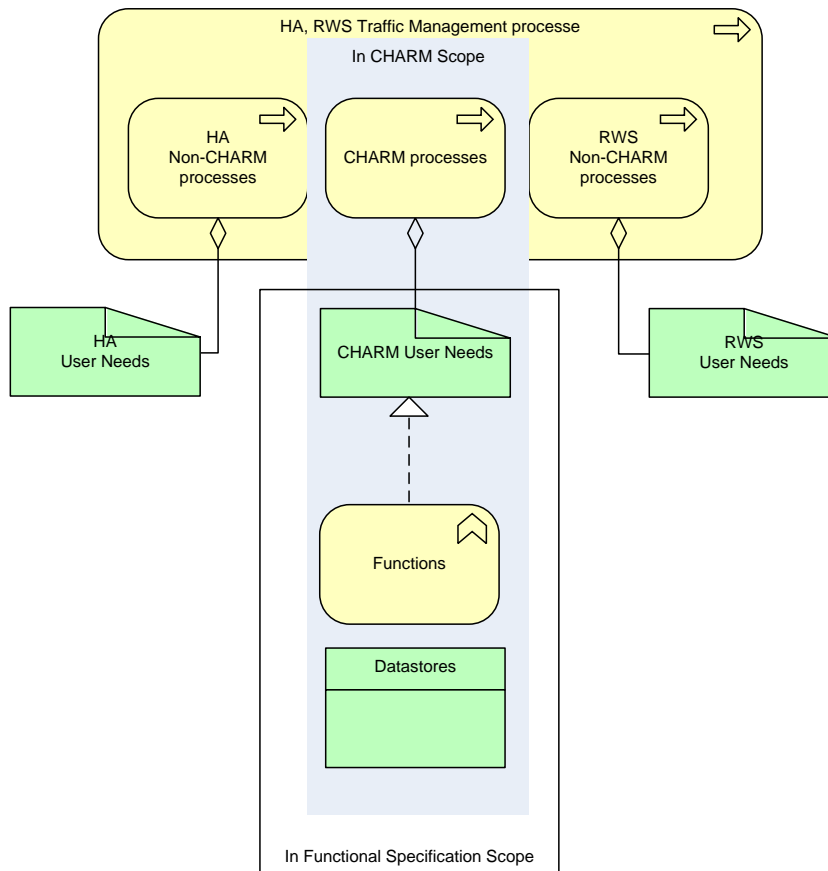 HA, RWS Traffic Management processe
In CHARM Scope
HA
Non-CHARM
processes
CHARM processes
RWS
Non-CHARM
processes
HA
User Needs
CHARM User Needs
RWS
User Needs
Functions
Datastores
In Functional Specification Scope